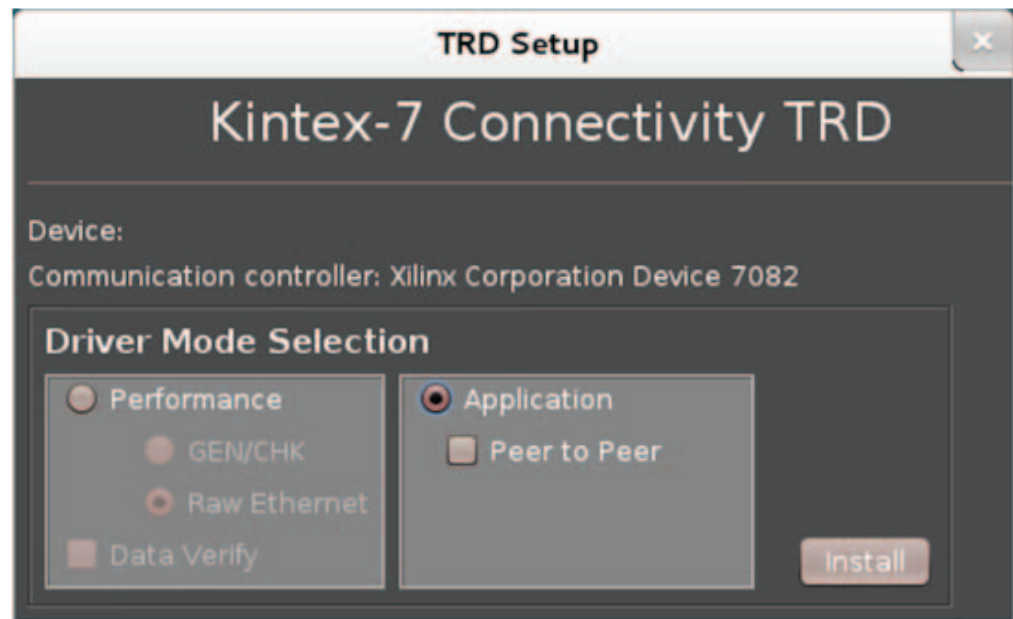 TRD Setup
Kintex-7 Connectivity TRD
Device:
Communication controller: Xilinx Corporation Device 7082
Driver Mode Selection
Performance
GEN/CHK
Raw Ethernet
Data Verify
Application
Peer to Peer
Install